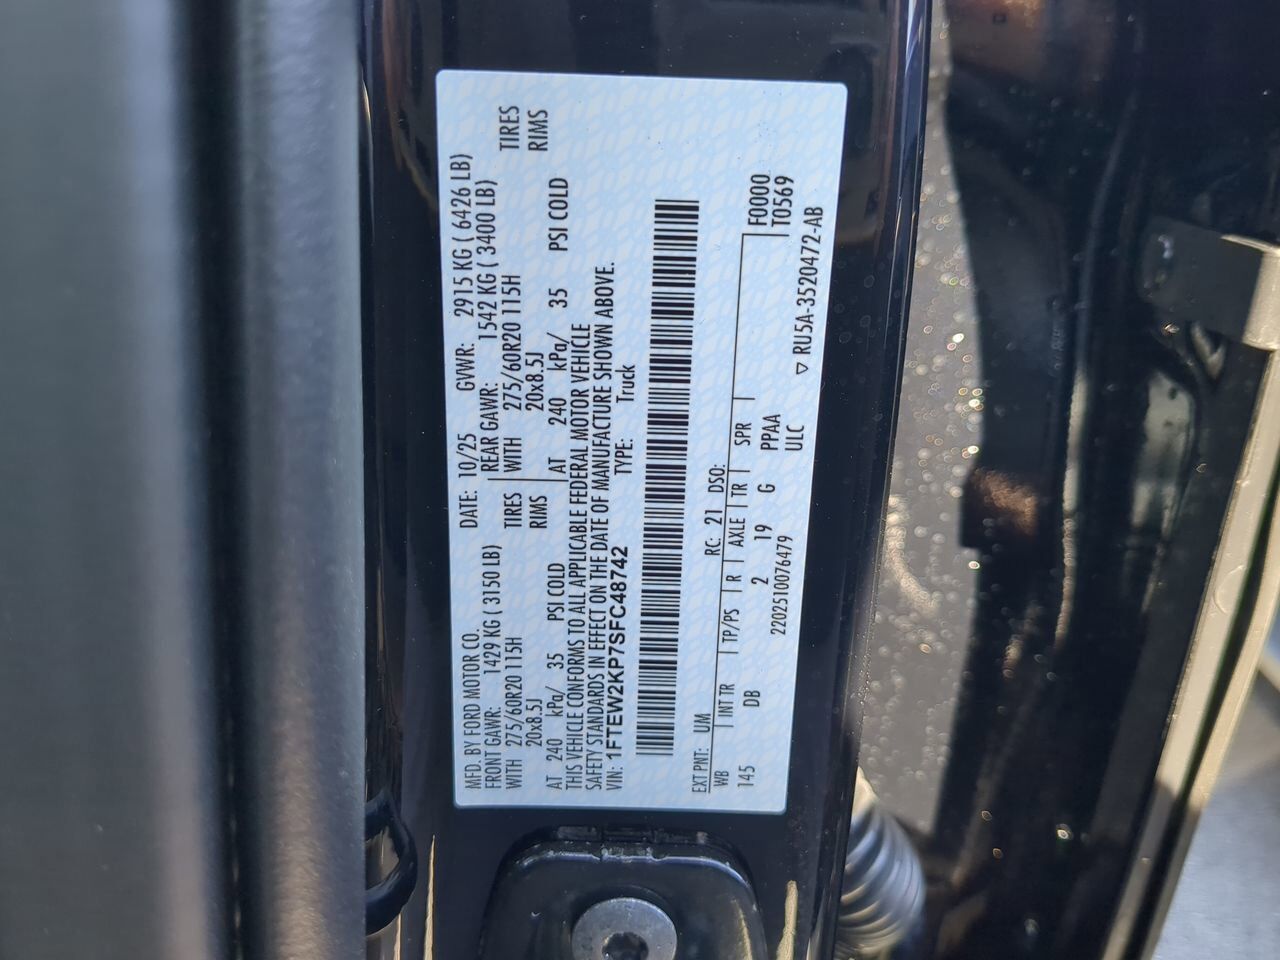 MFD. BY FORD MOTOR CO. DATE: 10/25 GVWR: 2915 KG ( 6426 LB)
FRONT GAWR: 1429 KG ( 3150 LB) REAR GAWR: 1542 KG ( 3400 LB)
WITH 275/60R20 115H TIRES WITH 275/60R20 115H TIRES
20x8.5J RIMS 20x8.5J RIMS
AT 240 kPa/ 35 PSI COLD AT 240 kPa/ 35 PSI COLD
THIS VEHICLE CONFORMS TO ALL APPLICABLE FEDERAL MOTOR VEHICLE
SAFETY STANDARDS IN EFFECT ON THE DATE OF MANUFACTURE SHOWN ABOVE.
VIN: 1FTEW2KP7SFC48742 TYPE: Truck
EXT PNT: UM RC: 21 DSO:
WB INT TR TP/PS R AXLE TR SPR F0000
145 DB 2 19 G PPAA T0569
2202510076479 ULC
▽ RU5A-3520472-AB